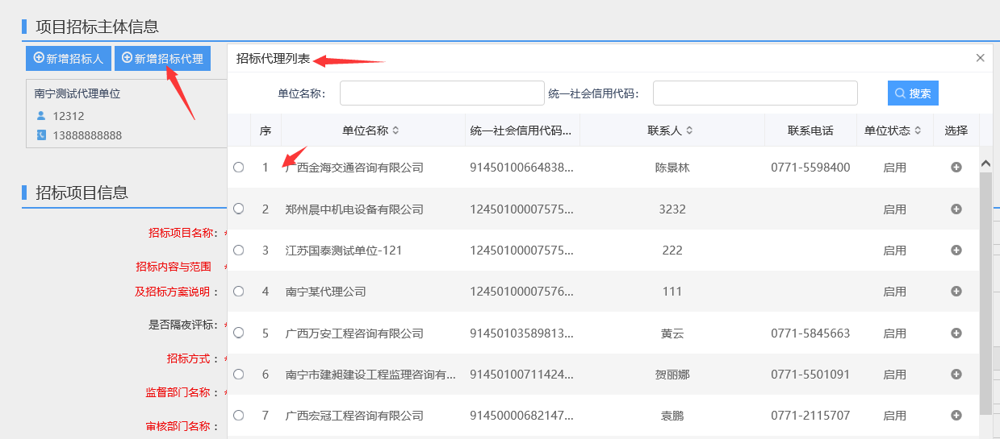 项目招标主体信息
新增招标人 新增招标代理
南宁测试代理单位
12312
13888888888
招标项目信息
招标项目名称: *
招标内容与范围 *
及招标方案说明:
是否隔夜评标: *
招标方式: *
监督部门名称: *
审核部门名称:
招标代理列表
单位名称: 统一社会信用代码: 搜索
序 单位名称 统一社会信用代码... 联系人 联系电话 单位状态 选择
1 广西金海交通咨询有限公司 91450100664838... 陈景林 0771-5598400 启用
2 郑州晨中机电设备有限公司 12450100007575... 3232 启用
3 江苏国泰测试单位-121 12450100007575... 222 启用
4 南宁某代理公司 12450100007576... 111 启用
5 广西万安工程咨询有限公司 91450103589813... 黄云 0771-5845663 启用
6 南宁市建昶建设工程监理咨询有... 91450100711424... 贺丽娜 0771-5501091 启用
7 广西宏冠工程咨询有限公司 91450000682147... 袁鹏 0771-2115707 启用